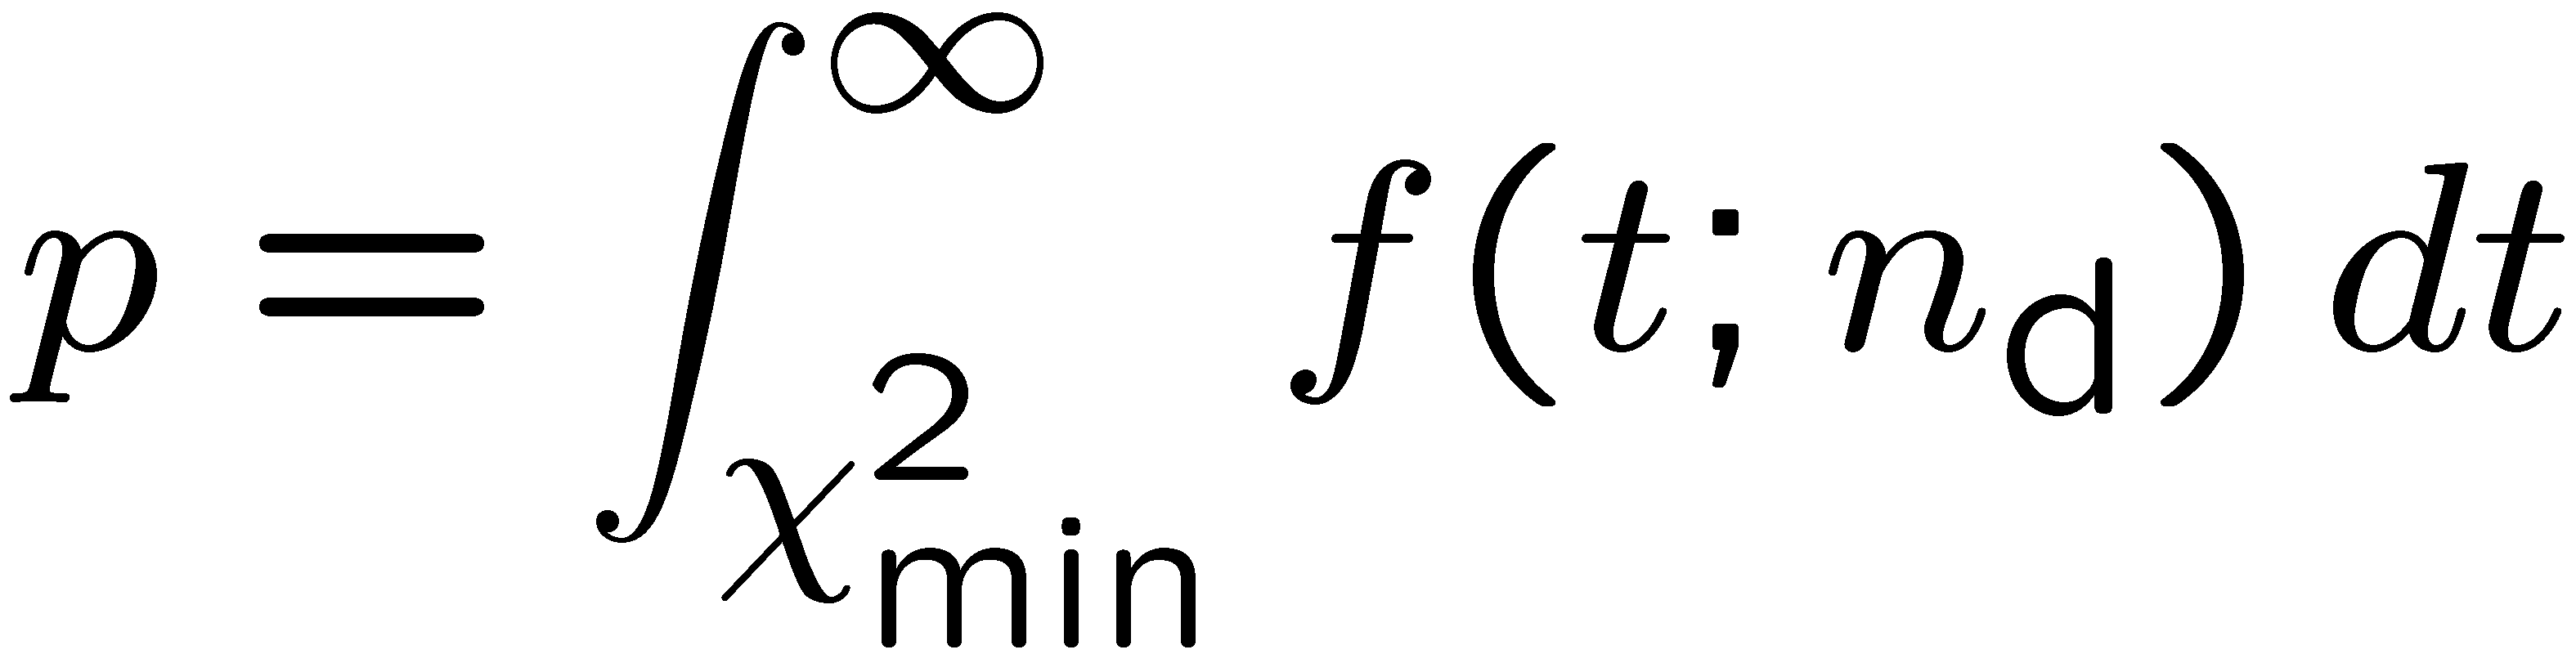 p = ∫_{χ²_min}^{∞} f(t; n_d) dt